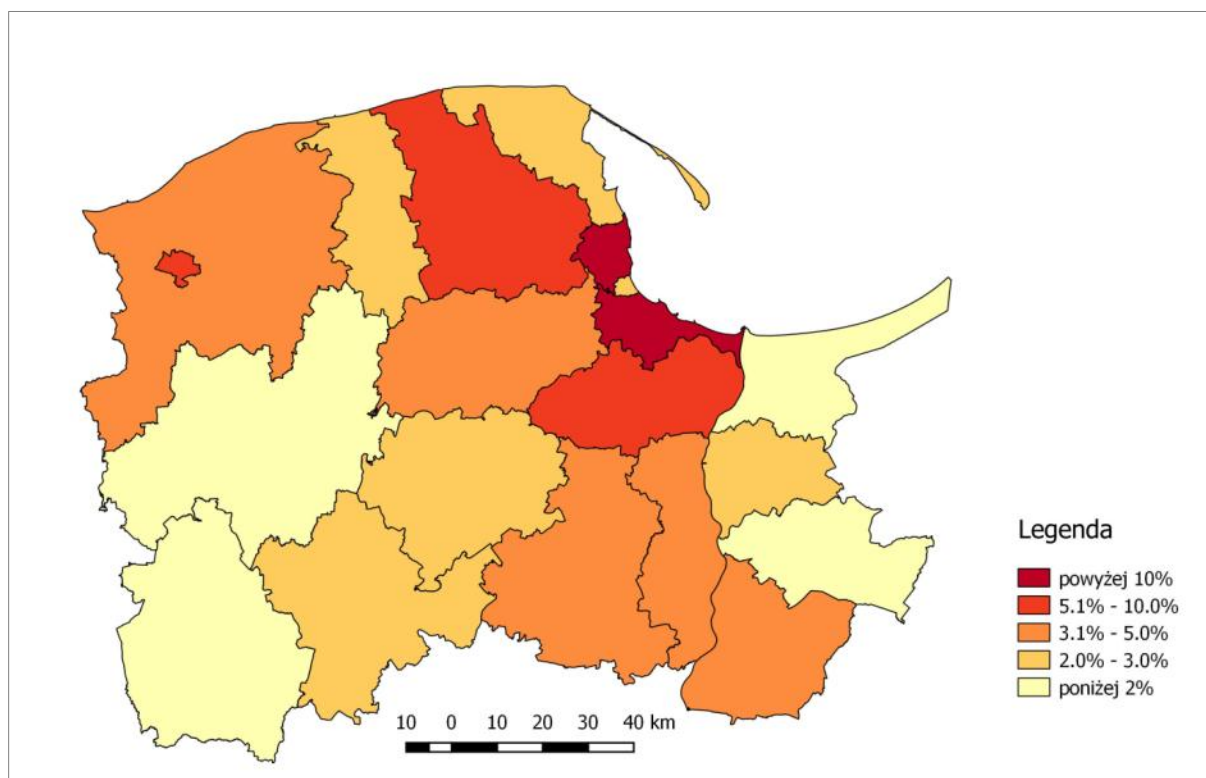 Legenda
powyżej 10%
5.1% - 10.0%
3.1% - 5.0%
2.0% - 3.0%
poniżej 2%
10 0 10 20 30 40 km